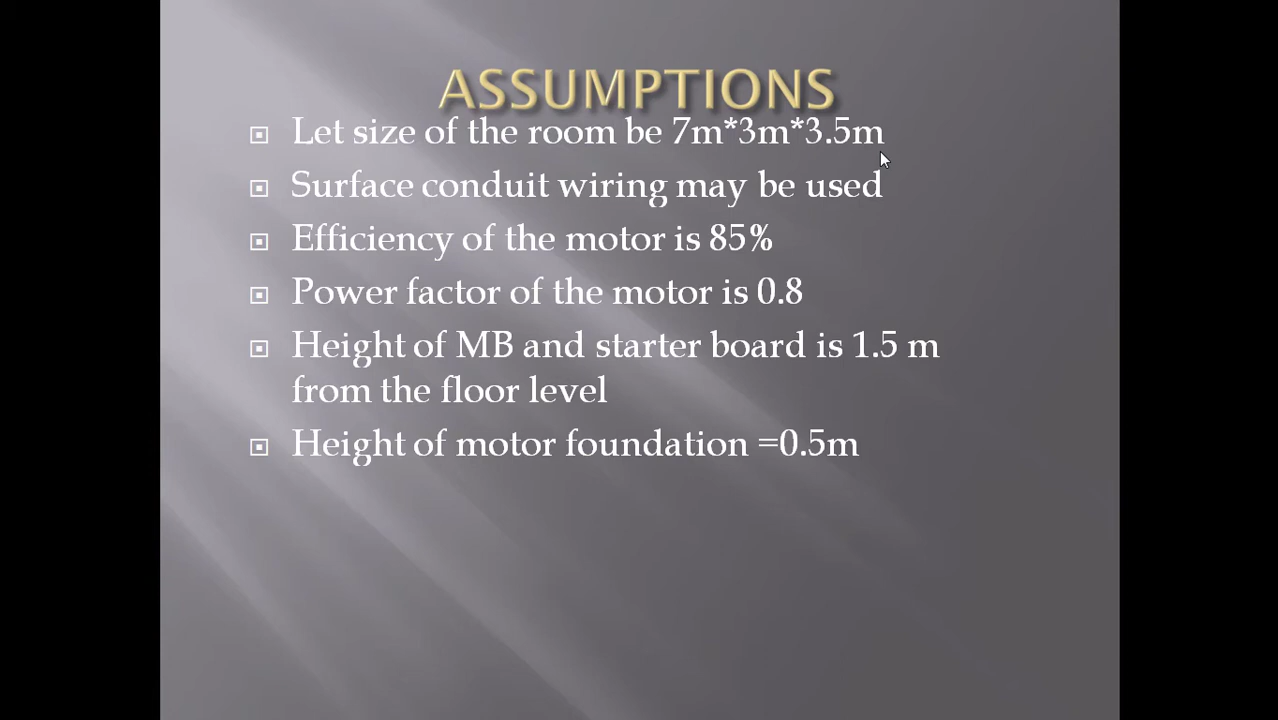 ASSUMPTIONS
Let size of the room be 7m*3m*3.5m
Surface conduit wiring may be used
Efficiency of the motor is 85%
Power factor of the motor is 0.8
Height of MB and starter board is 1.5 m
from the floor level
Height of motor foundation =0.5m